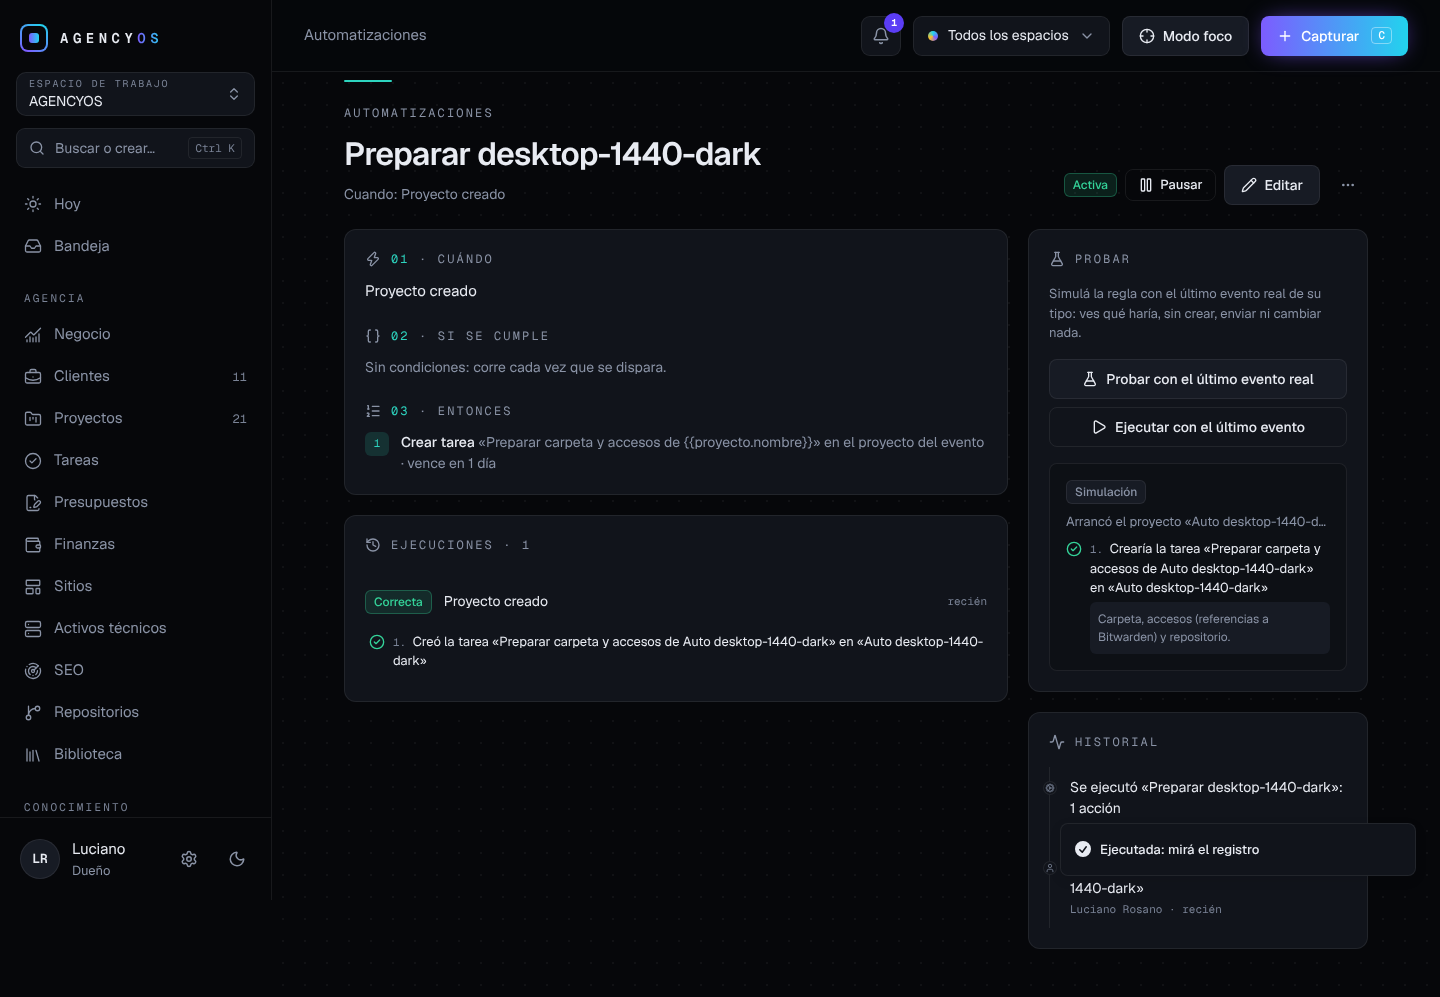 AGENCYOS
ESPACIO DE TRABAJO
AGENCYOS
Buscar o crear...
Ctrl K
Hoy
Bandeja
AGENCIA
Negocio
Clientes
11
Proyectos
21
Tareas
Presupuestos
Finanzas
Sitios
Activos técnicos
SEO
Repositorios
Biblioteca
CONOCIMIENTO
LR
Luciano
Dueño
Automatizaciones
1
Todos los espacios
Modo foco
Capturar
C
AUTOMATIZACIONES
Preparar desktop-1440-dark
Cuando: Proyecto creado
Activa
Pausar
Editar
01 · CUÁNDO
Proyecto creado
02 · SI SE CUMPLE
Sin condiciones: corre cada vez que se dispara.
03 · ENTONCES
1
Crear tarea «Preparar carpeta y accesos de {{proyecto.nombre}}» en el proyecto del evento
· vence en 1 día
EJECUCIONES · 1
Correcta
Proyecto creado
recién
1. Creó la tarea «Preparar carpeta y accesos de Auto desktop-1440-dark» en «Auto desktop-1440-
dark»
PROBAR
Simulá la regla con el último evento real de su
tipo: ves qué haría, sin crear, enviar ni cambiar
nada.
Probar con el último evento real
Ejecutar con el último evento
Simulación
Arrancó el proyecto «Auto desktop-1440-d...
1. Crearía la tarea «Preparar carpeta y
accesos de Auto desktop-1440-dark»
en «Auto desktop-1440-dark»
Carpeta, accesos (referencias a
Bitwarden) y repositorio.
HISTORIAL
Se ejecutó «Preparar desktop-1440-dark»:
1 acción
Ejecutada: mirá el registro
1440-dark»
Luciano Rosano · recién